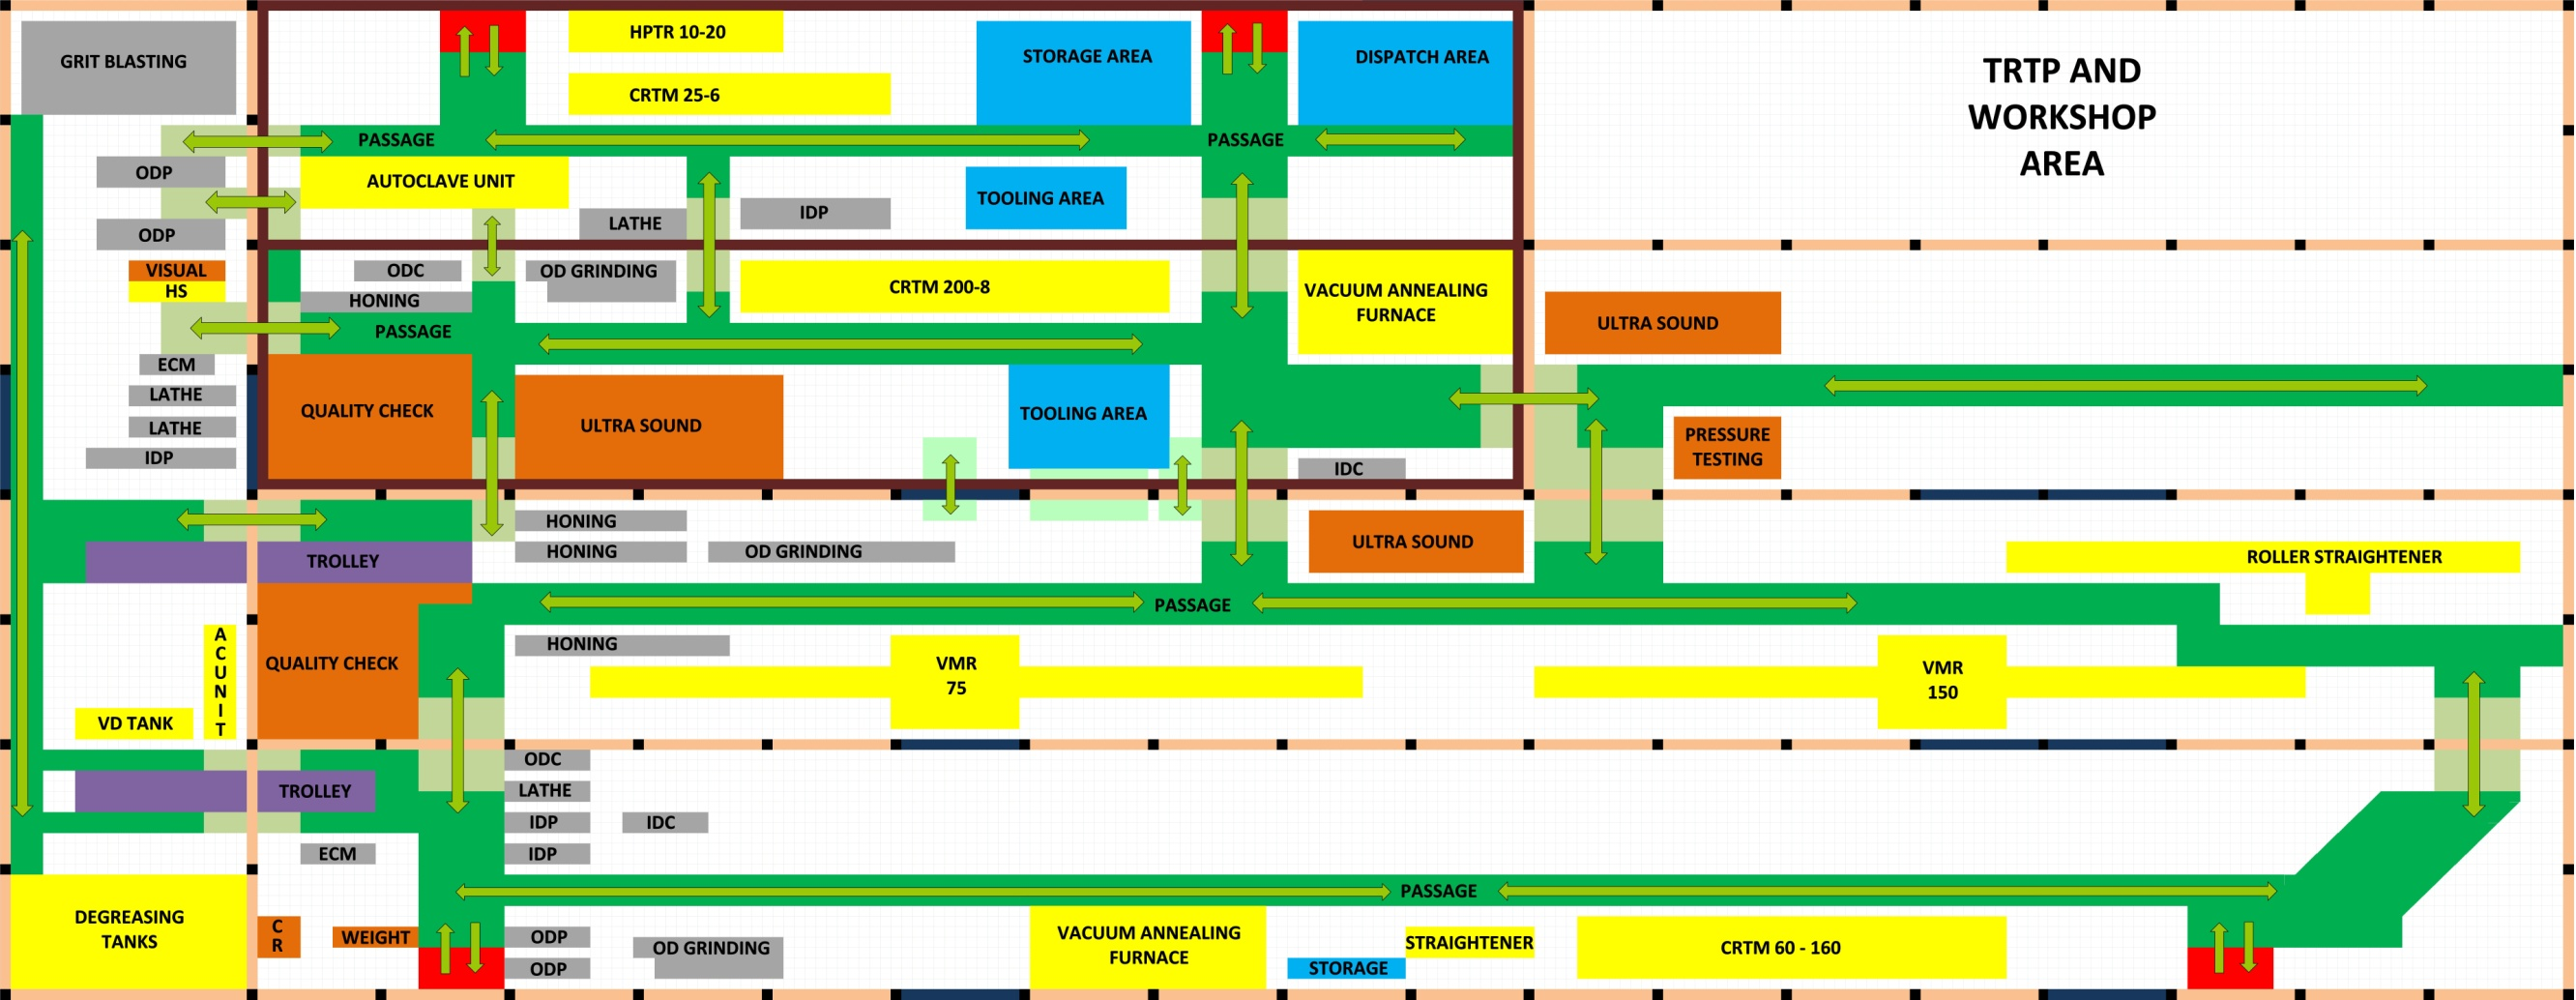 GRIT BLASTING
HPTR 10-20
CRTM 25-6
STORAGE AREA
DISPATCH AREA
TRTP AND
WORKSHOP
AREA
PASSAGE
PASSAGE
ODP
AUTOCLAVE UNIT
LATHE
IDP
TOOLING AREA
ODP
VISUAL
HS
ODC
OD GRINDING
HONING
CRTM 200-8
VACUUM ANNEALING
FURNACE
ULTRA SOUND
PASSAGE
ECM
LATHE
LATHE
IDP
QUALITY CHECK
ULTRA SOUND
TOOLING AREA
IDC
PRESSURE
TESTING
HONING
HONING
OD GRINDING
ULTRA SOUND
TROLLEY
ROLLER STRAIGHTENER
PASSAGE
A
C
U
N
I
T
VD TANK
QUALITY CHECK
HONING
VMR
75
VMR
150
TROLLEY
ODC
LATHE
IDP
IDC
IDP
ECM
PASSAGE
DEGREASING
TANKS
C
R
WEIGHT
ODP
ODP
OD GRINDING
VACUUM ANNEALING
FURNACE
STORAGE
STRAIGHTENER
CRTM 60 - 160